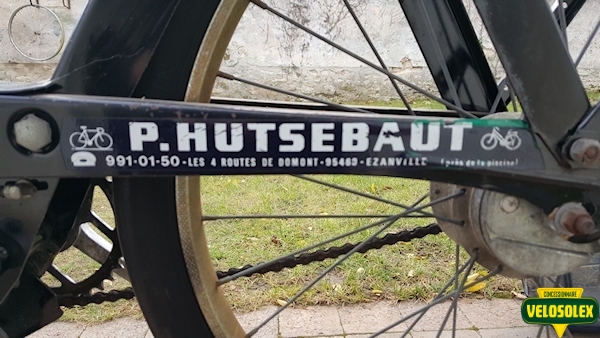 P.HUTSEBAUT
991-01-50-LES 4 ROUTES DE DOMONT-95460-EZANVILLE (près de la piscine)
CONCESSIONNAIRE
VELOSOLEX